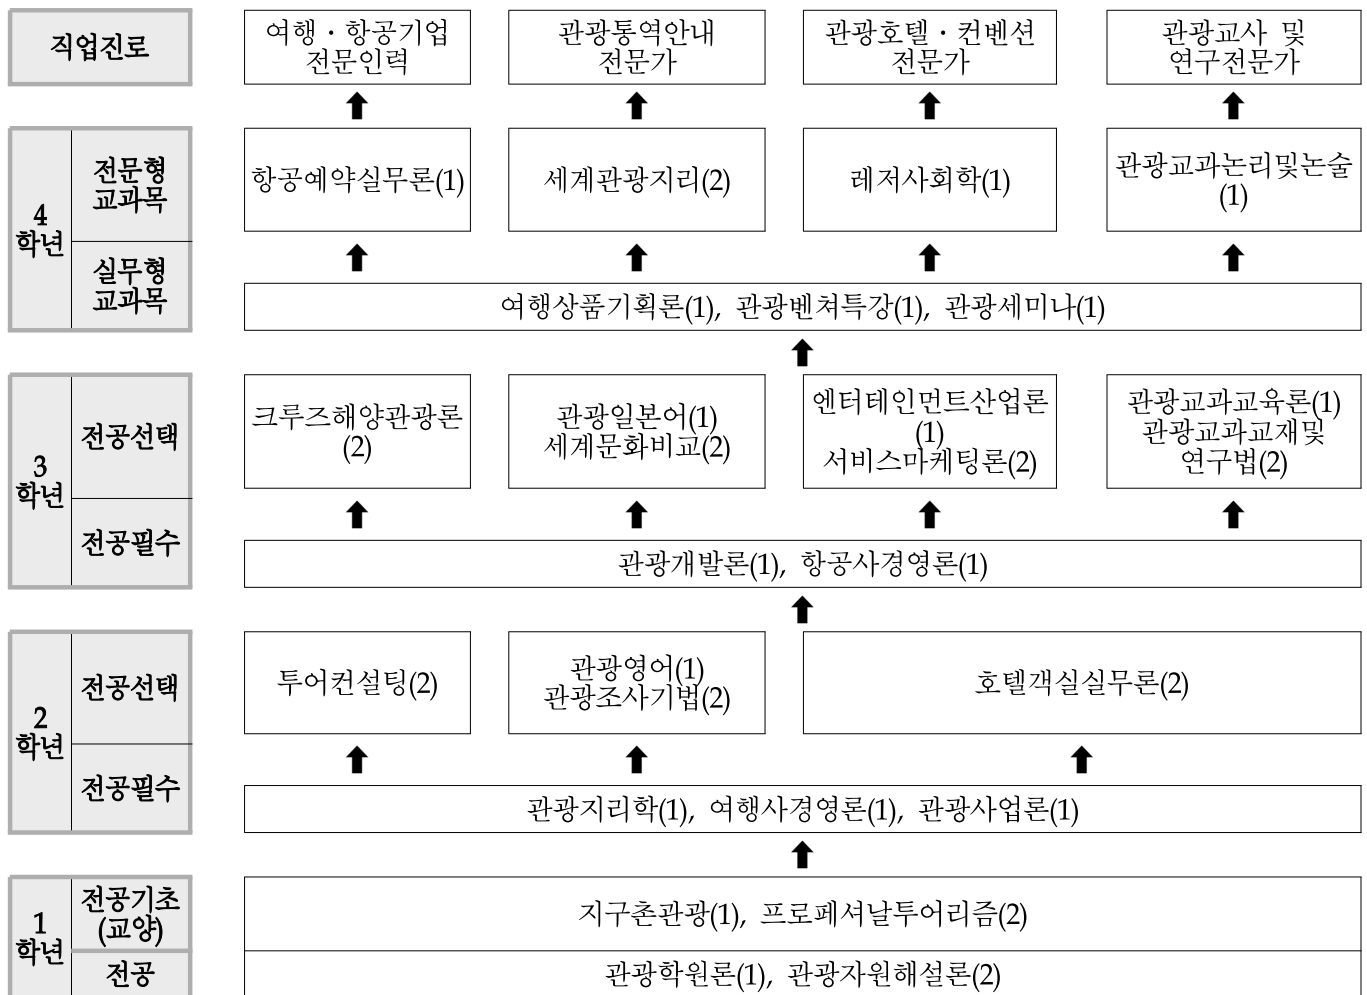 직업진로
여행・항공기업
전문인력
관광통역안내
전문가
관광호텔・컨벤션
전문가
관광교사 및
연구전문가
4
학년
전문형
교과목
항공예약실무론(1)
세계관광지리(2)
레저사회학(1)
관광교과논리및논술
(1)
실무형
교과목
여행상품기획론(1), 관광벤쳐특강(1), 관광세미나(1)
3
학년
전공선택
크루즈해양관광론
(2)
관광일본어(1)
세계문화비교(2)
엔터테인먼트산업론
(1)
서비스마케팅론(2)
관광교과교육론(1)
관광교과교재및
연구법(2)
전공필수
관광개발론(1), 항공사경영론(1)
2
학년
전공선택
투어컨설팅(2)
관광영어(1)
관광조사기법(2)
호텔객실실무론(2)
전공필수
관광지리학(1), 여행사경영론(1), 관광사업론(1)
1
학년
전공기초
(교양)
지구촌관광(1), 프로페셔날투어리즘(2)
전공
관광학원론(1), 관광자원해설론(2)